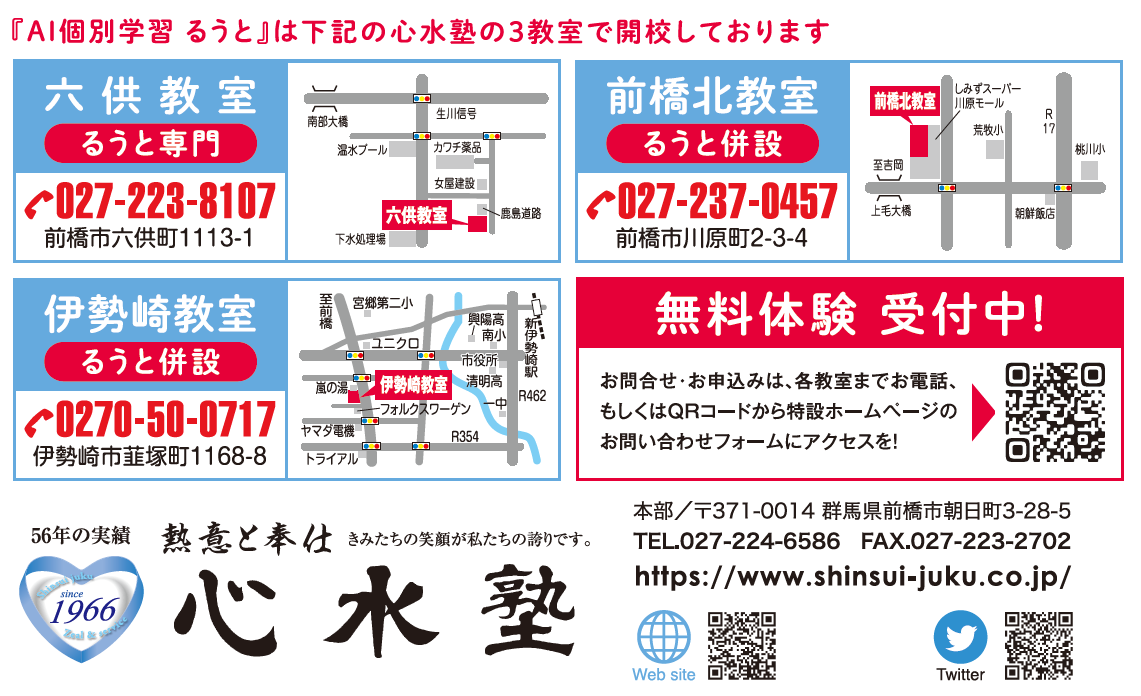 『AI個別学習 るうと』は下記の心水塾の3教室で開校しております
六供教室
るうと専門
027-223-8107
前橋市六供町1113-1
南部大橋
生川信号
温水プール
カワチ薬品
女屋建設
六供教室
鹿島道路
下水処理場
前橋北教室
るうと併設
027-237-0457
前橋市川原町2-3-4
前橋北教室
しみずスーパー
川原モール
荒牧小
R
17
桃川小
至吉岡
上毛大橋
朝鮮飯店
伊勢崎教室
るうと併設
0270-50-0717
伊勢崎市韮塚町1168-8
至前橋
宮郷第二小
興陽高
南小
新伊勢崎駅
ユニクロ
市役所
嵐の湯
伊勢崎教室
清明高
一中
R462
フォルクスワーゲン
ヤマダ電機
R354
トライアル
無料体験 受付中!
お問合せ・お申込みは、各教室までお電話、
もしくはQRコードから特設ホームページの
お問い合わせフォームにアクセスを!
56年の実績
Shinsui juku
since
1966
Zeal & service
熱意と奉仕
きみたちの笑顔が私たちの誇りです。
心水塾
本部/〒371-0014 群馬県前橋市朝日町3-28-5
TEL.027-224-6586 FAX.027-223-2702
https://www.shinsui-juku.co.jp/
Web site
Twitter